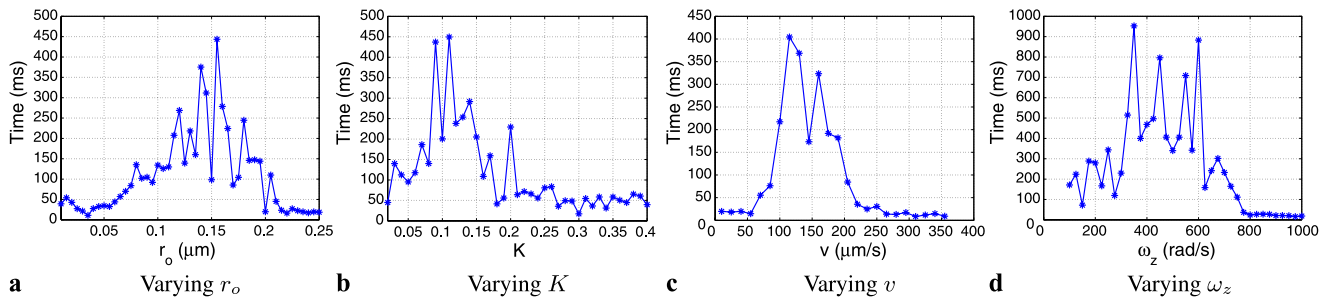 500
450
400
350
300
250
200
150
100
50
0
Time (ms)
0.05 0.1 0.15 0.2 0.25
r_o (μm)
a Varying r_o
500
450
400
350
300
250
200
150
100
50
0
Time (ms)
0.05 0.1 0.15 0.2 0.25 0.3 0.35 0.4
K
b Varying K
450
400
350
300
250
200
150
100
50
0
Time (ms)
0 50 100 150 200 250 300 350 400
v (μm/s)
c Varying v
1000
900
800
700
600
500
400
300
200
100
0
Time (ms)
200 400 600 800 1000
ω_z (rad/s)
d Varying ω_z